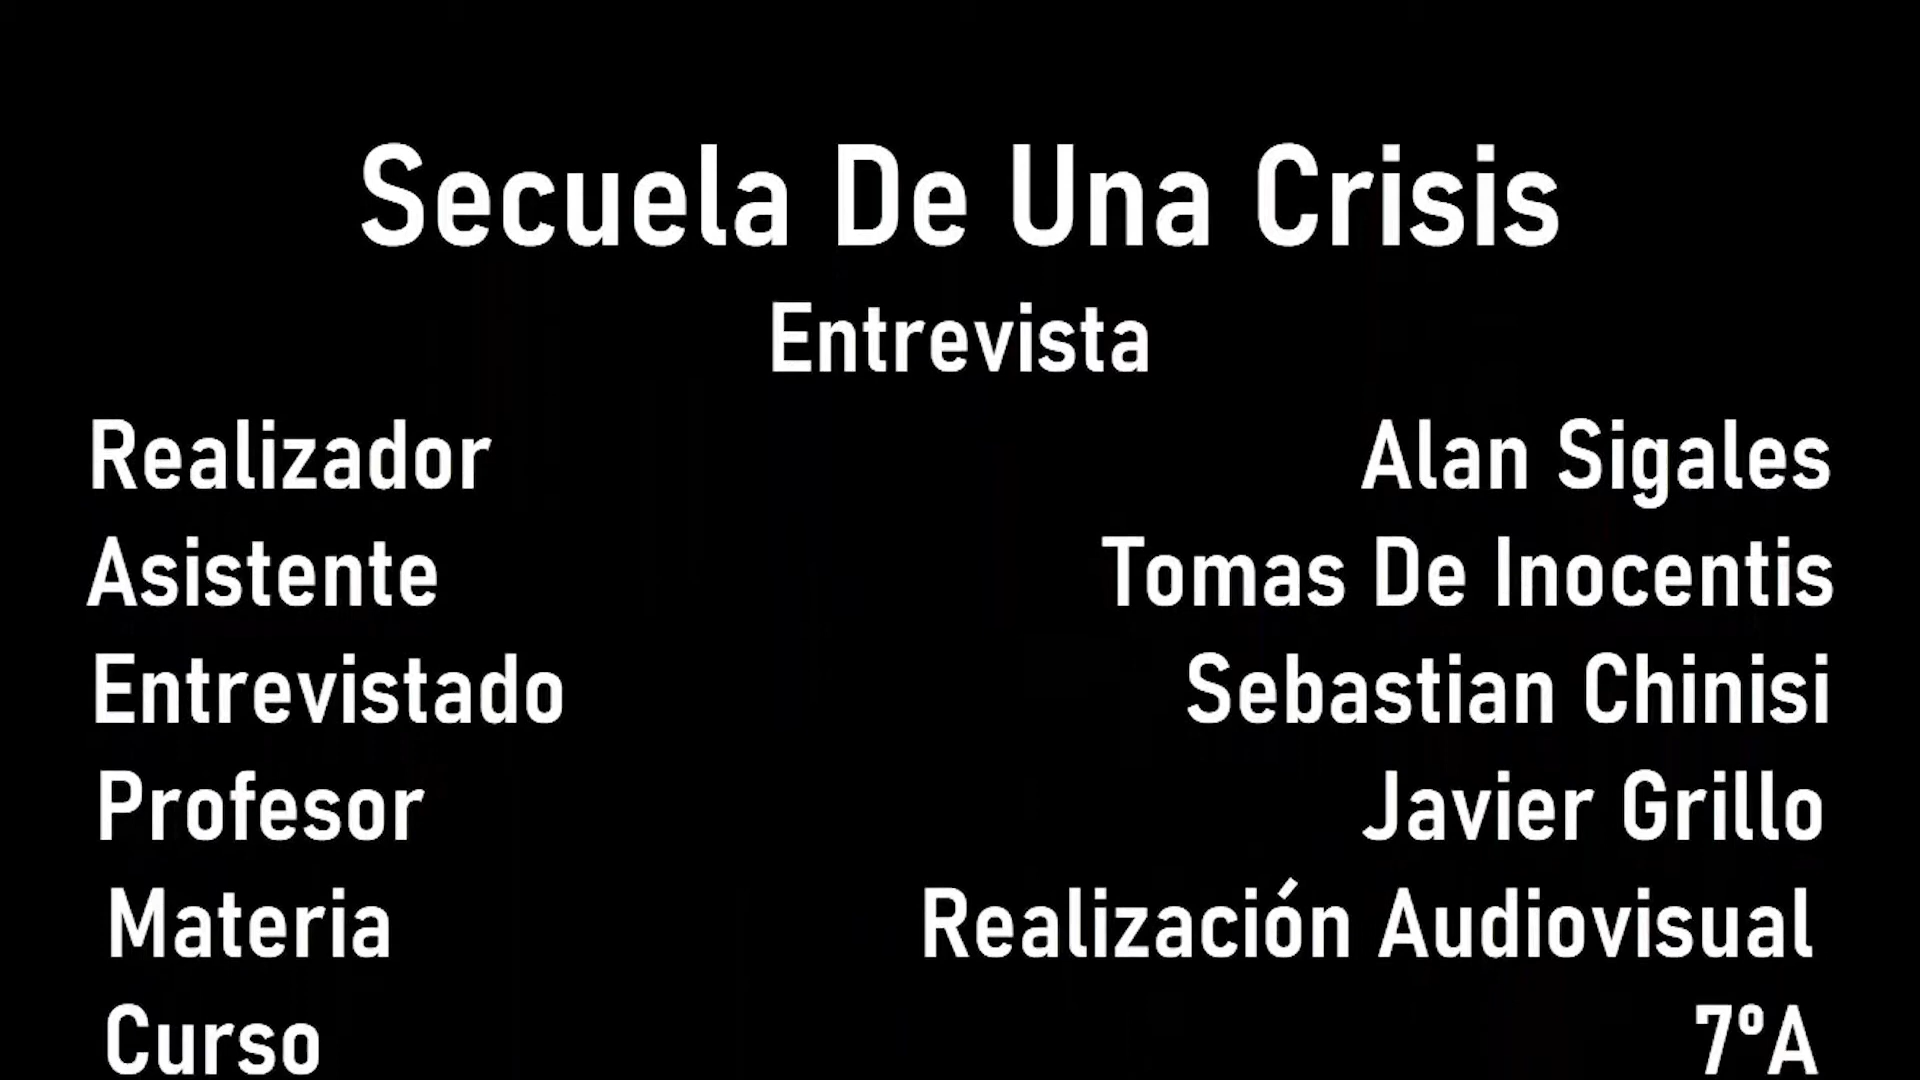 Secuela De Una Crisis
Entrevista
Realizador Alan Sigales
Asistente Tomas De Inocentis
Entrevistado Sebastian Chinisi
Profesor Javier Grillo
Materia Realización Audiovisual
Curso 7ºA